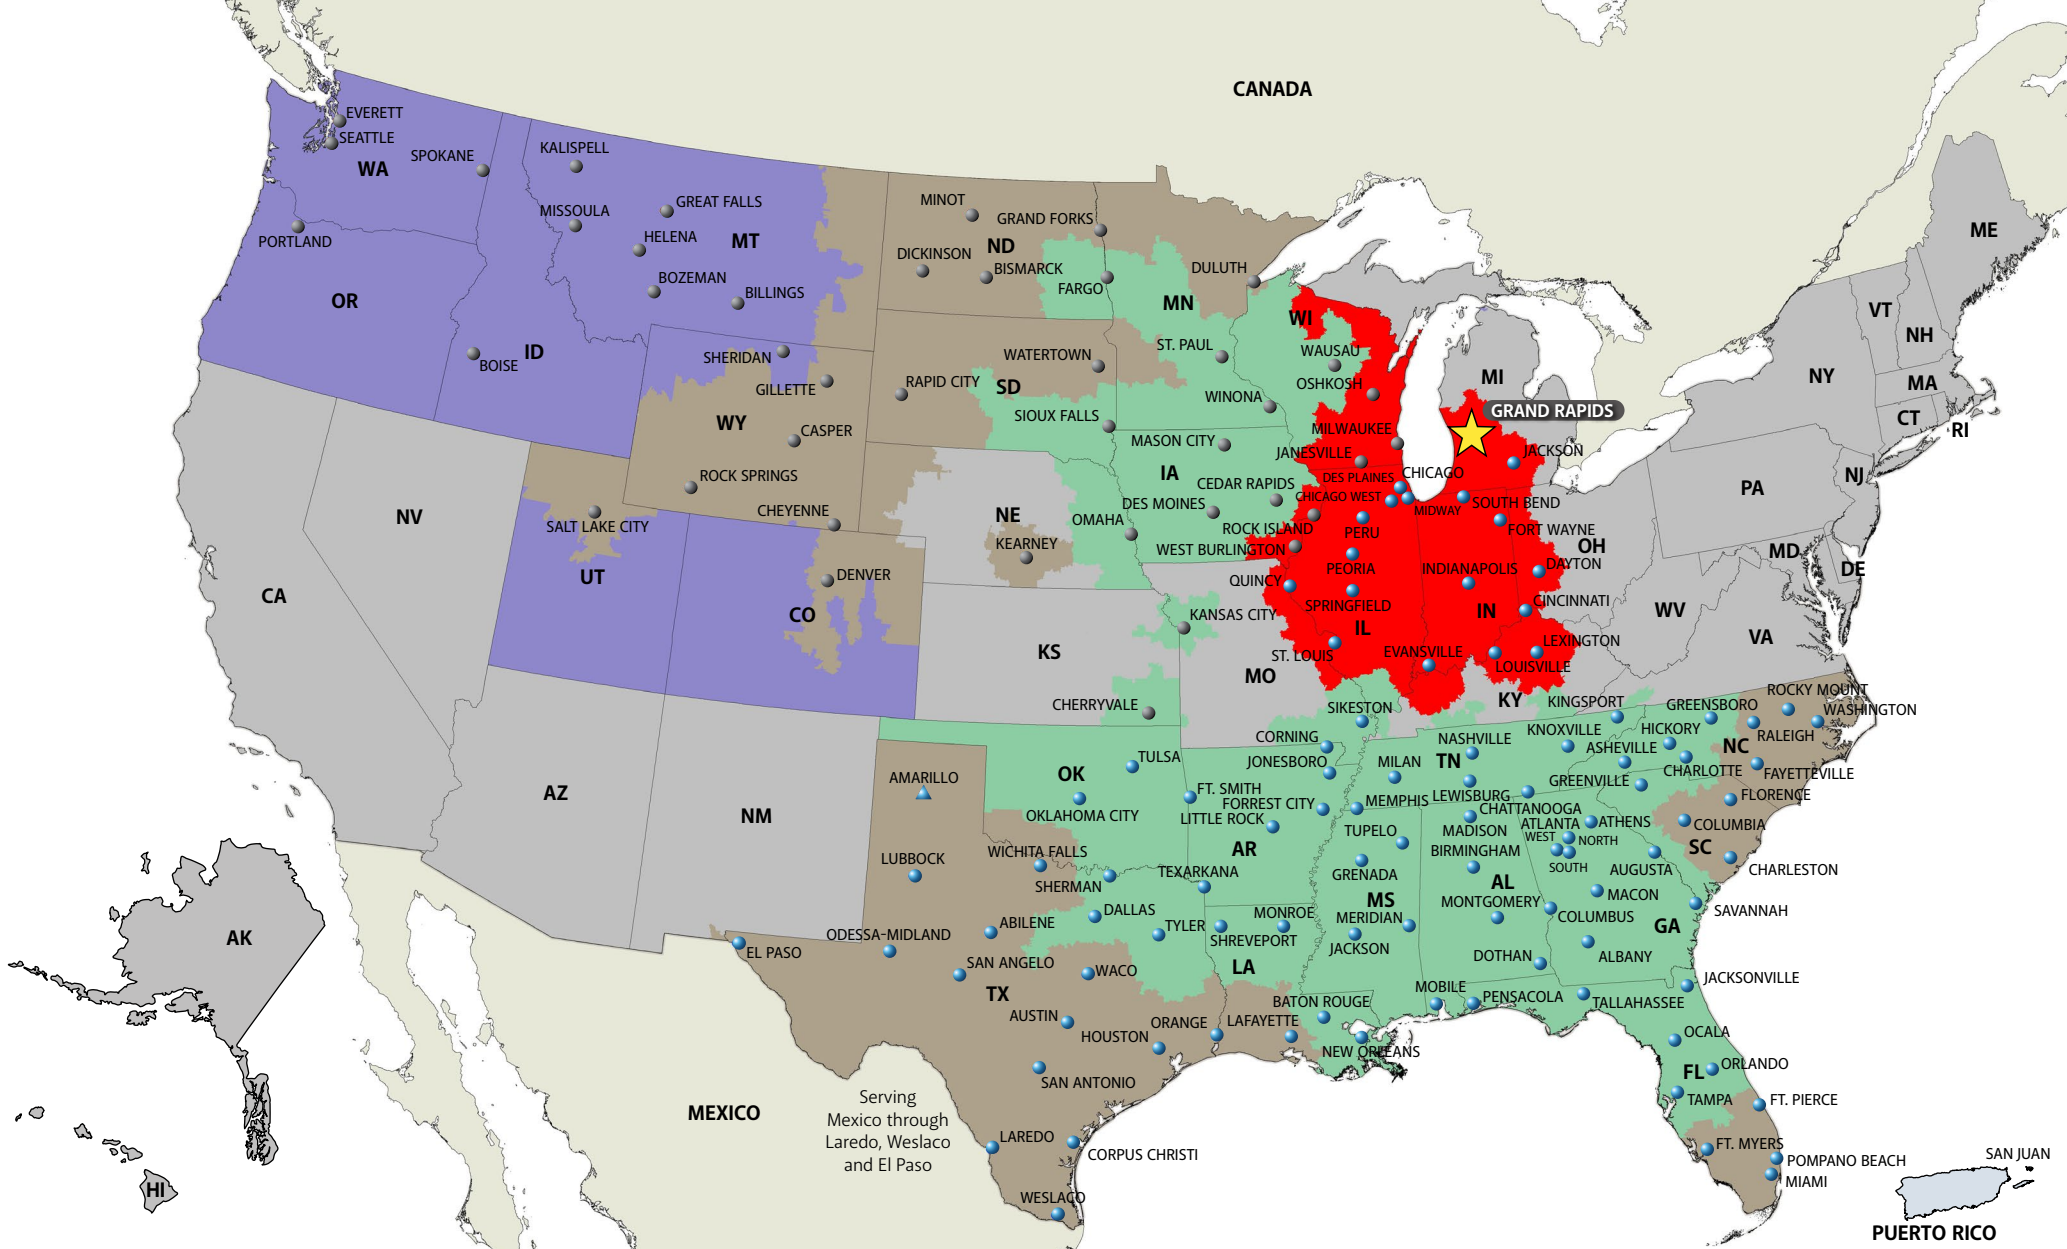 CANADA
EVERETT
SEATTLE
SPOKANE
WA
KALISPELL
MISSOULA
GREAT FALLS
HELENA
MT
PORTLAND
BOZEMAN
BILLINGS
OR
ID
BOISE
MINOT
GRAND FORKS
ND
DICKINSON
BISMARCK
FARGO
DULUTH
MN
WI
ME
VT
NH
NY
MA
CT
RI
SHERIDAN
GILLETTE
WATERTOWN
RAPID CITY
SD
SIOUX FALLS
ST. PAUL
WAUSAU
OSHKOSH
WINONA
MI
GRAND RAPIDS
WY
CASPER
ROCK SPRINGS
CHEYENNE
MASON CITY
MILWAUKEE
JANESVILLE
JACKSON
IA
CEDAR RAPIDS
DES PLAINES
CHICAGO
CHICAGO WEST
MIDWAY
SOUTH BEND
FORT WAYNE
DES MOINES
ROCK ISLAND
PERU
NE
OMAHA
KEARNEY
WEST BURLINGTON
PEORIA
INDIANAPOLIS
OH
DAYTON
PA
NJ
MD
DE
NV
SALT LAKE CITY
UT
DENVER
CO
CA
QUINCY
SPRINGFIELD
IL
IN
CINCINNATI
WV
VA
KANSAS CITY
KS
ST. LOUIS
MO
EVANSVILLE
LEXINGTON
LOUISVILLE
KY
CHERRYVALE
SIKESTON
KINGSPORT
GREENSBORO
ROCKY MOUNT
WASHINGTON
RALEIGH
NC
CORNING
NASHVILLE
KNOXVILLE
HICKORY
ASHEVILLE
CHARLOTTE
FAYETTEVILLE
TULSA
JONESBORO
MILAN
TN
GREENVILLE
AZ
NM
AMARILLO
OK
OKLAHOMA CITY
FT. SMITH
FORREST CITY
LITTLE ROCK
MEMPHIS
LEWISBURG
CHATTANOOGA
FLORENCE
TUPELO
MADISON
ATLANTA
WEST
NORTH
SOUTH
ATHENS
COLUMBIA
SC
LUBBOCK
WICHITA FALLS
SHERMAN
AR
TEXARKANA
GRENADA
BIRMINGHAM
AUGUSTA
CHARLESTON
MS
AL
MACON
MONTGOMERY
COLUMBUS
SAVANNAH
GA
DALLAS
TYLER
MONROE
SHREVEPORT
MERIDIAN
JACKSON
ABILENE
ODESSA-MIDLAND
EL PASO
SAN ANGELO
WACO
LA
DOTHAN
ALBANY
TX
BATON ROUGE
MOBILE
PENSACOLA
TALLAHASSEE
JACKSONVILLE
AUSTIN
HOUSTON
ORANGE
LAFAYETTE
NEW ORLEANS
OCALA
ORLANDO
FL
TAMPA
FT. PIERCE
SAN ANTONIO
MEXICO
Serving
Mexico through
Laredo, Weslaco
and El Paso
LAREDO
CORPUS CHRISTI
WESLACO
FT. MYERS
POMPANO BEACH
MIAMI
SAN JUAN
PUERTO RICO
AK
HI